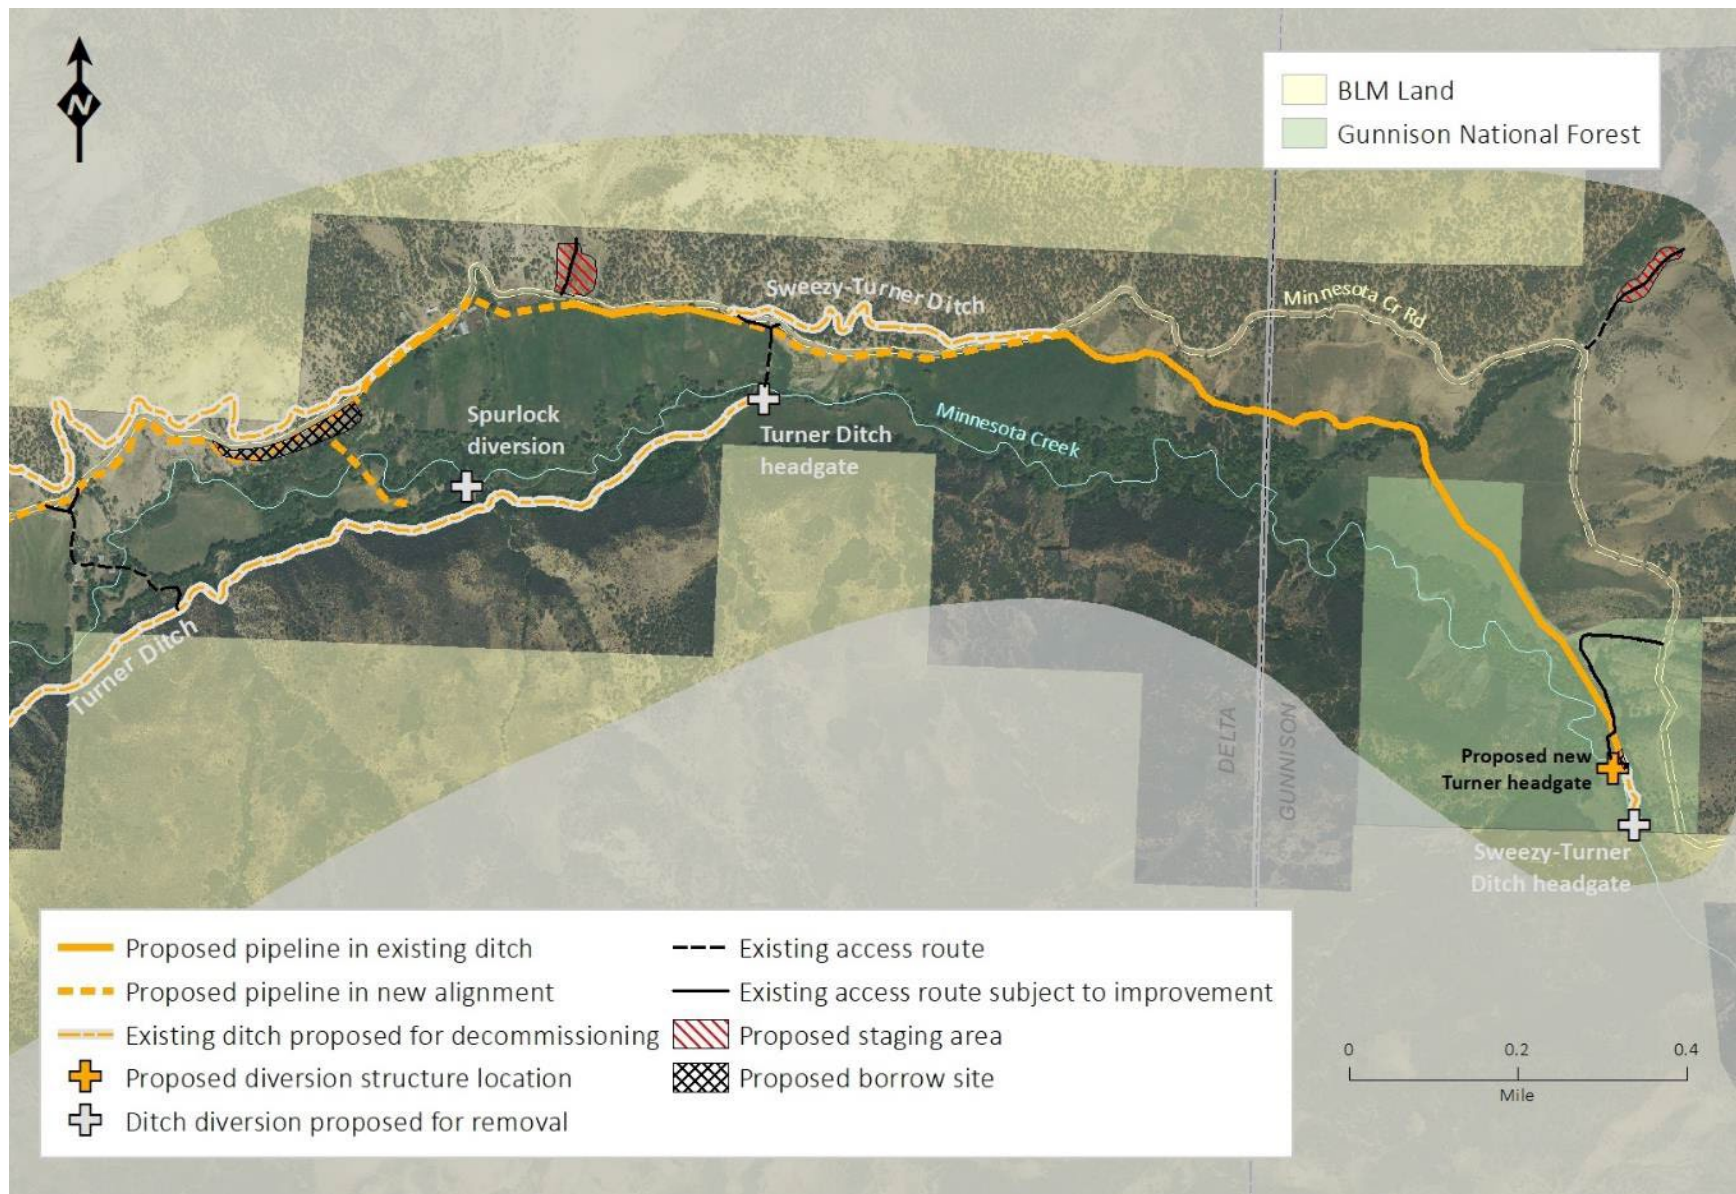 N
BLM Land
Gunnison National Forest
Sweezy-Turner Ditch
Minnesota Cr Rd
Spurlock
diversion
Turner Ditch
headgate
Minnesota Creek
Turner Ditch
DELTA
GUNNISON
Proposed new
Turner headgate
Sweezy-Turner
Ditch headgate
Proposed pipeline in existing ditch
Proposed pipeline in new alignment
Existing ditch proposed for decommissioning
Proposed diversion structure location
Ditch diversion proposed for removal
Existing access route
Existing access route subject to improvement
Proposed staging area
Proposed borrow site
0 0.2 0.4
Mile